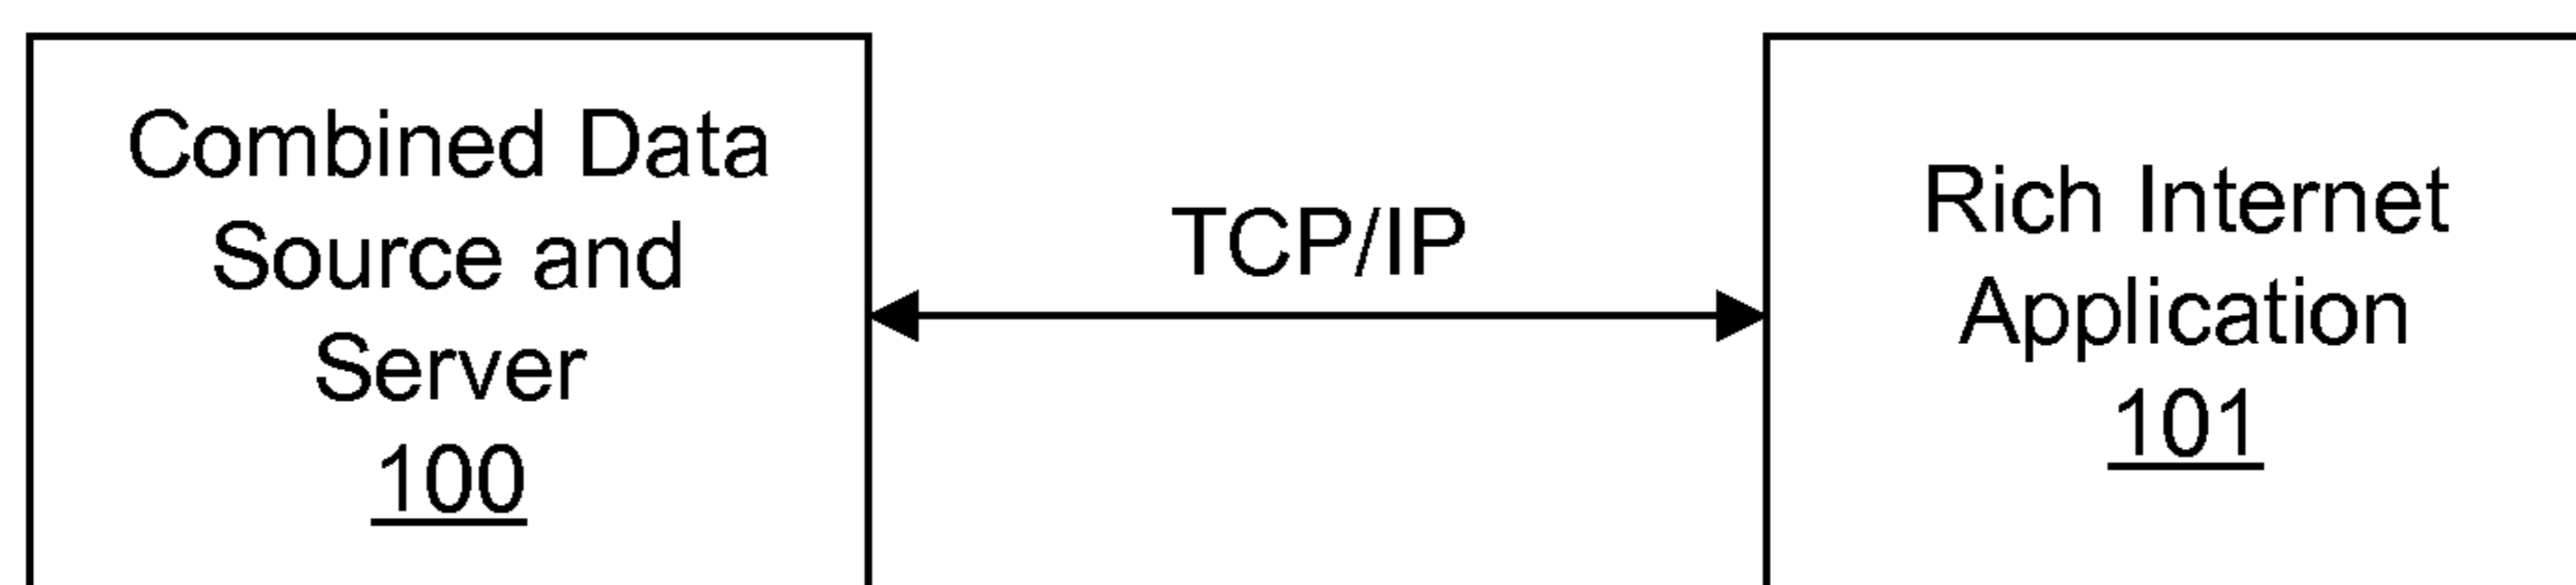 Combined Data
Source and
Server
100
TCP/IP
Rich Internet
Application
101